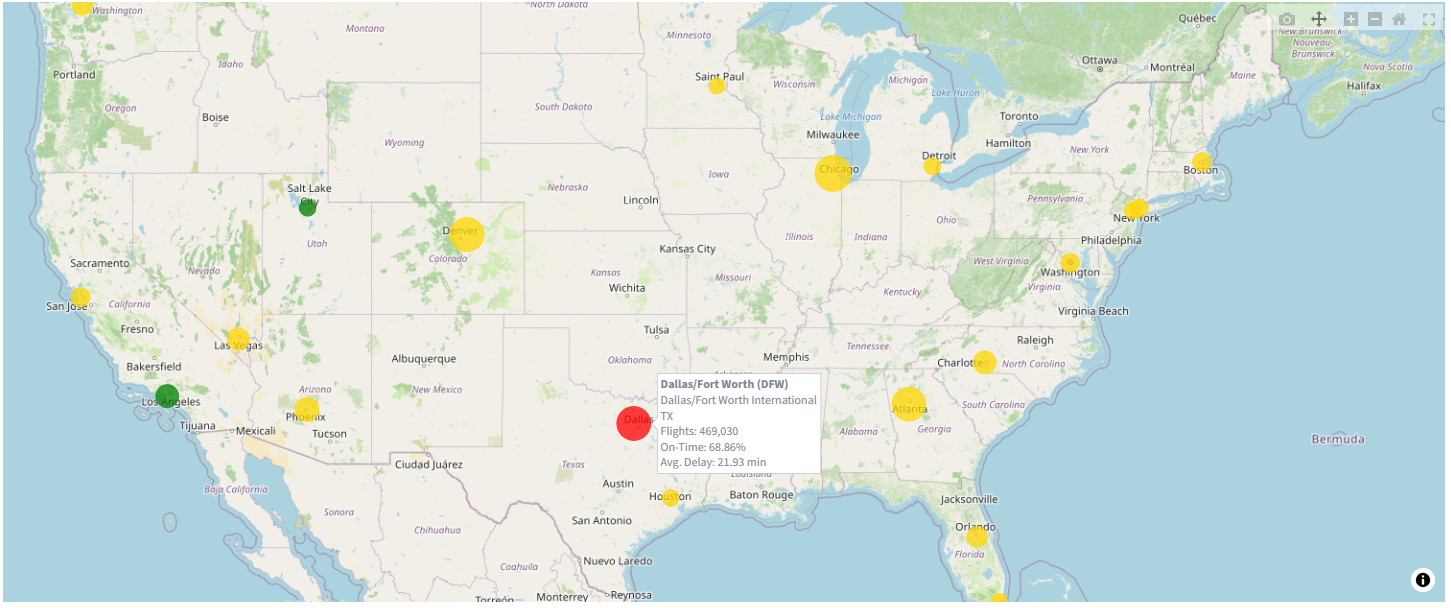 Washington
North Dakota
Québec
Montana
Minnesota
New Brunswick
Nouveau-
Brunswick
Portland
Idaho
Saint Paul
Ottawa
Montréal
Nova Scotia
Maine
Wisconsin
Michigan
Halifax
Lake Huron
Oregon
South Dakota
Boise
Lake Michigan
Toronto
Milwaukee
Hamilton
Wyoming
New York
Detroit
Chicago
Boston
Iowa
Salt Lake
City
Nebraska
Lincoln
Pennsylvania
New York
Denver
Utah
Ohio
Illinois
Indiana
Philadelphia
Kansas City
Colorado
Sacramento
Nevada
West Virginia
Washington
Kansas
Missouri
Wichita
Kentucky
Virginia
San Jose
California
Virginia Beach
Fresno
Tulsa
Las Vegas
Raleigh
Tennessee
Albuquerque
Oklahoma
Memphis
Bakersfield
Charlotte
North Carolina
Arkansas
Dallas/Fort Worth (DFW)
Dallas/Fort Worth International
TX
Flights: 469,030
On-Time: 68.86%
Avg. Delay: 21.93 min
Arizona
New Mexico
Los Angeles
Atlanta
South Carolina
Phoenix
Dallas
Tijuana
Mexicali
Tucson
Alabama
Georgia
Bermuda
Ciudad Juárez
Texas
Louisiana
Baja California
Austin
Houston
Baton Rouge
Jacksonville
Sonora
San Antonio
Orlando
Chihuahua
Florida
Nuevo Laredo
Coahuila
Torreón
Monterrey
Reynosa